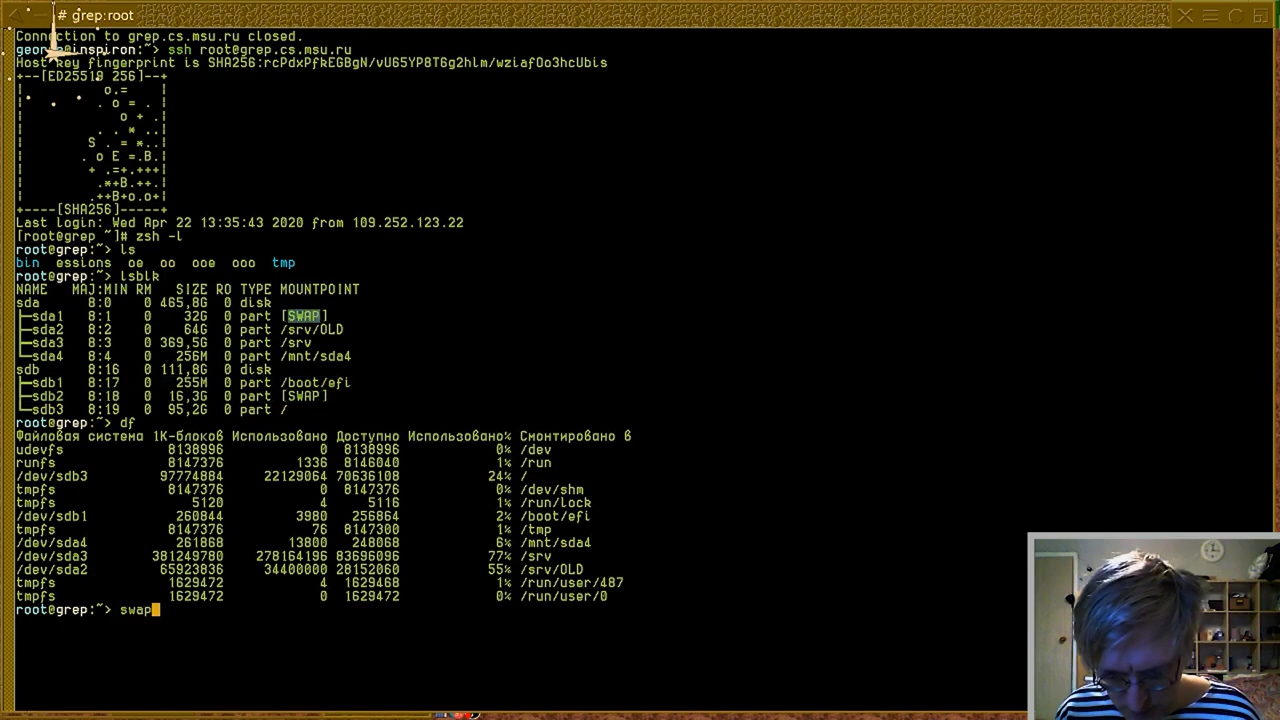 # grep:root
Connection to grep.cs.msu.ru closed.
george@inspiron:~> ssh root@grep.cs.msu.ru
Host key fingerprint is SHA256:rcPdxPfkEGBgN/vU65YP8T6g2hlm/wziafOo3hcUbis
+--[ED25519 256]--+
|          o.=    |
|         . o = . |
|            o + .|
|         . . * ..|
|        S . = *..|
|       . o E =.B.|
|        + .=+.+++|
|         .*+B.++.|
|        .++B+o.o+|
+----[SHA256]-----+
Last login: Wed Apr 22 13:35:43 2020 from 109.252.123.22
[root@grep ~]# zsh -l
root@grep:~> ls
bin  essions  oe  oo  ooe  ooo  tmp
root@grep:~> lsblk
NAME   MAJ:MIN RM   SIZE RO TYPE MOUNTPOINT
sda      8:0    0 465,8G  0 disk
├─sda1   8:1    0    32G  0 part [SWAP]
├─sda2   8:2    0    64G  0 part /srv/OLD
├─sda3   8:3    0 369,5G  0 part /srv
└─sda4   8:4    0   256M  0 part /mnt/sda4
sdb      8:16   0 111,8G  0 disk
├─sdb1   8:17   0   255M  0 part /boot/efi
├─sdb2   8:18   0  16,3G  0 part [SWAP]
└─sdb3   8:19   0  95,2G  0 part /
root@grep:~> df
Файловая система 1K-блоков Использовано Доступно Использовано% Смонтировано в
udevfs             8138996            0  8138996            0% /dev
runfs              8147376         1336  8146040            1% /run
/dev/sdb3         97774884     22129064 70636108           24% /
tmpfs              8147376            0  8147376            0% /dev/shm
tmpfs                 5120            4     5116            1% /run/lock
/dev/sdb1           260844         3980   256864            2% /boot/efi
tmpfs              8147376           76  8147300            1% /tmp
/dev/sda4           261868        13800   248068            6% /mnt/sda4
/dev/sda3        381249780    278164196 83696096           77% /srv
/dev/sda2         65923836     34400000 28152060           55% /srv/OLD
tmpfs              1629472            4  1629468            1% /run/user/487
tmpfs              1629472            0  1629472            0% /run/user/0
root@grep:~> swap